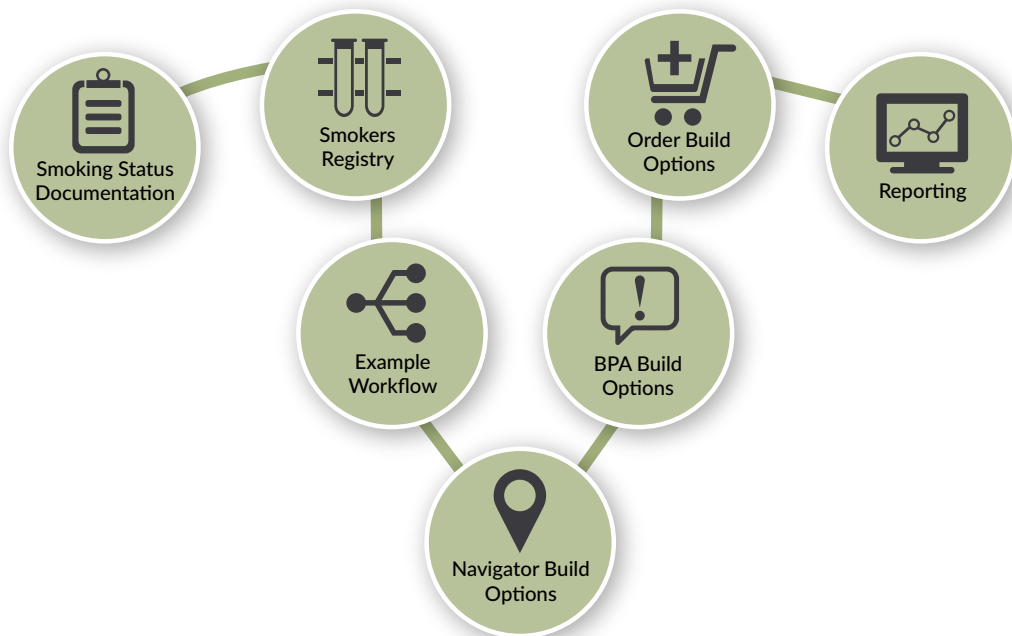 Smoking Status
Documentation
Smokers
Registry
Example
Workflow
Navigator Build
Options
BPA Build
Options
Order Build
Options
Reporting